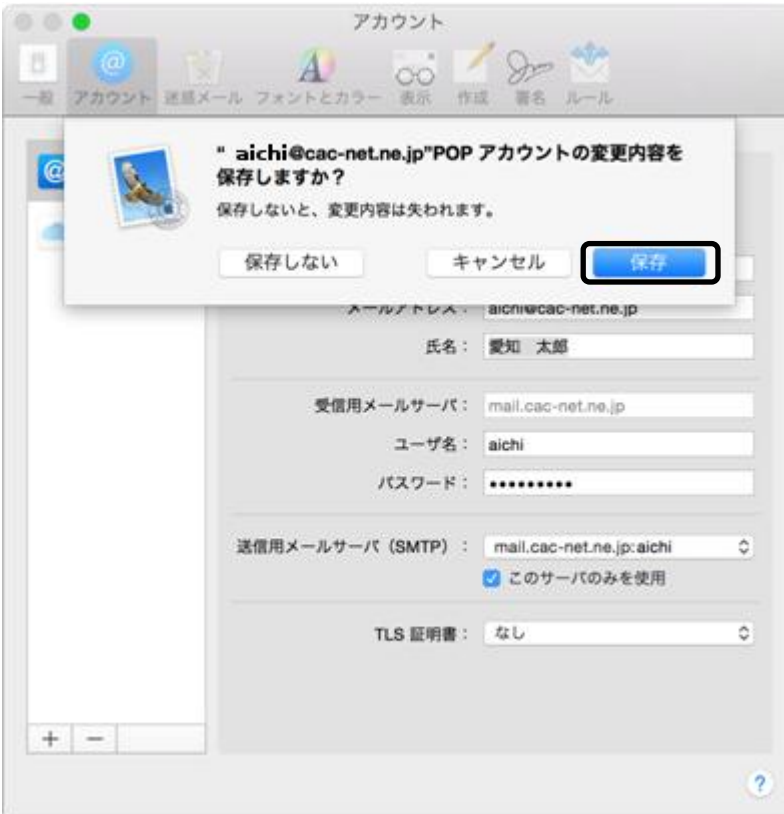 アカウント
一般 アカウント 迷惑メール フォントとカラー 表示 作成 署名 ルール
“ aichi@cac-net.ne.jp”POP アカウントの変更内容を
保存しますか？
保存しないと、変更内容は失われます。
保存しない キャンセル 保存
メールアドレス： aichi@cac-net.ne.jp
氏名： 愛知　太郎
受信用メールサーバ： mail.cac-net.ne.jp
ユーザ名： aichi
パスワード： •••••••••
送信用メールサーバ（SMTP）： mail.cac-net.ne.jp:aichi
このサーバのみを使用
TLS 証明書： なし
+ −
?